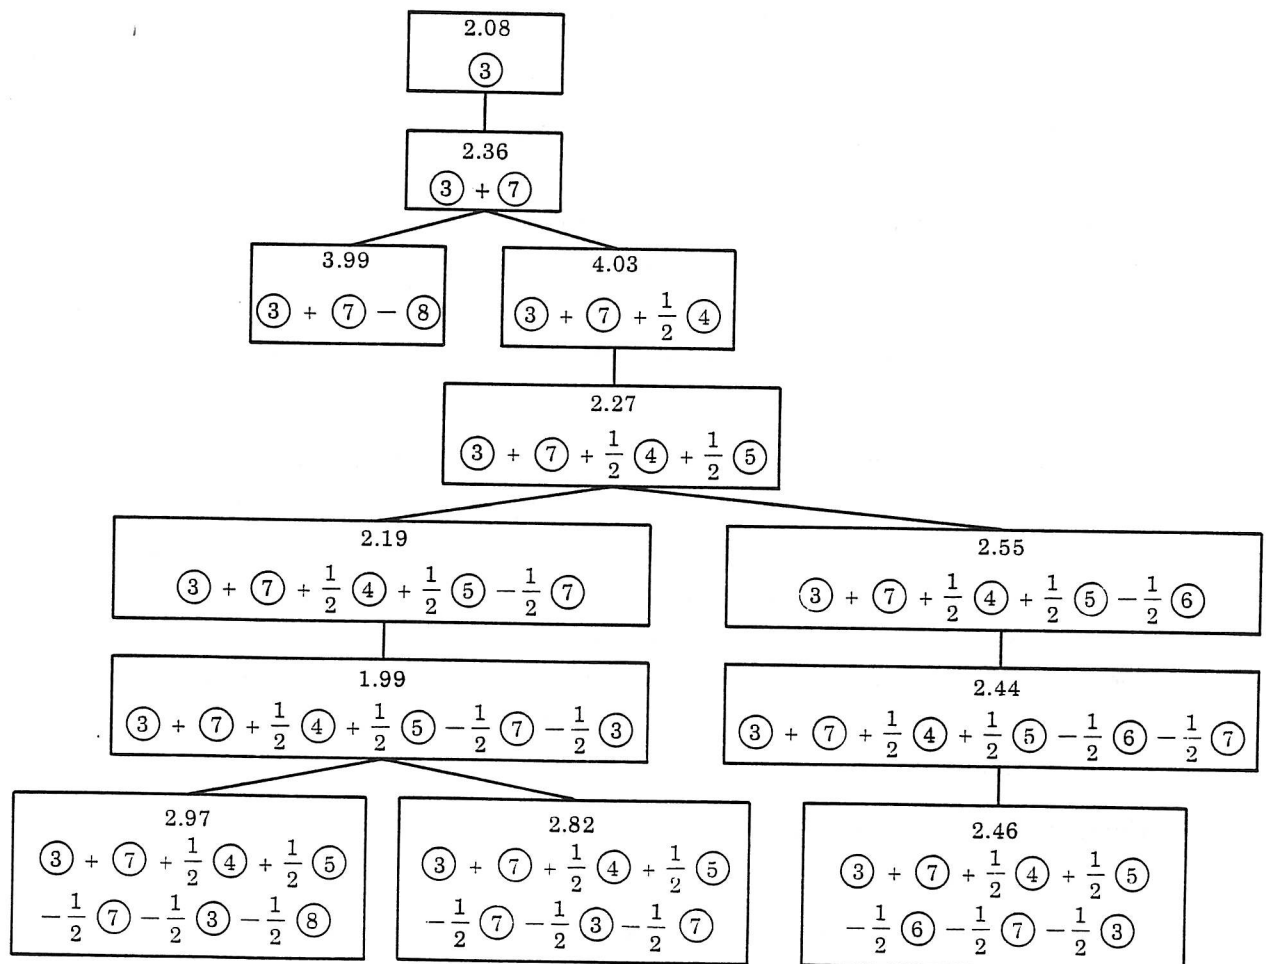 2.08
③
2.36
③ + ⑦
3.99
③ + ⑦ − ⑧
4.03
③ + ⑦ + 1/2 ④
2.27
③ + ⑦ + 1/2 ④ + 1/2 ⑤
2.19
③ + ⑦ + 1/2 ④ + 1/2 ⑤ − 1/2 ⑦
2.55
③ + ⑦ + 1/2 ④ + 1/2 ⑤ − 1/2 ⑥
1.99
③ + ⑦ + 1/2 ④ + 1/2 ⑤ − 1/2 ⑦ − 1/2 ③
2.44
③ + ⑦ + 1/2 ④ + 1/2 ⑤ − 1/2 ⑥ − 1/2 ⑦
2.97
③ + ⑦ + 1/2 ④ + 1/2 ⑤
− 1/2 ⑦ − 1/2 ③ − 1/2 ⑧
2.82
③ + ⑦ + 1/2 ④ + 1/2 ⑤
− 1/2 ⑦ − 1/2 ③ − 1/2 ⑦
2.46
③ + ⑦ + 1/2 ④ + 1/2 ⑤
− 1/2 ⑥ − 1/2 ⑦ − 1/2 ③